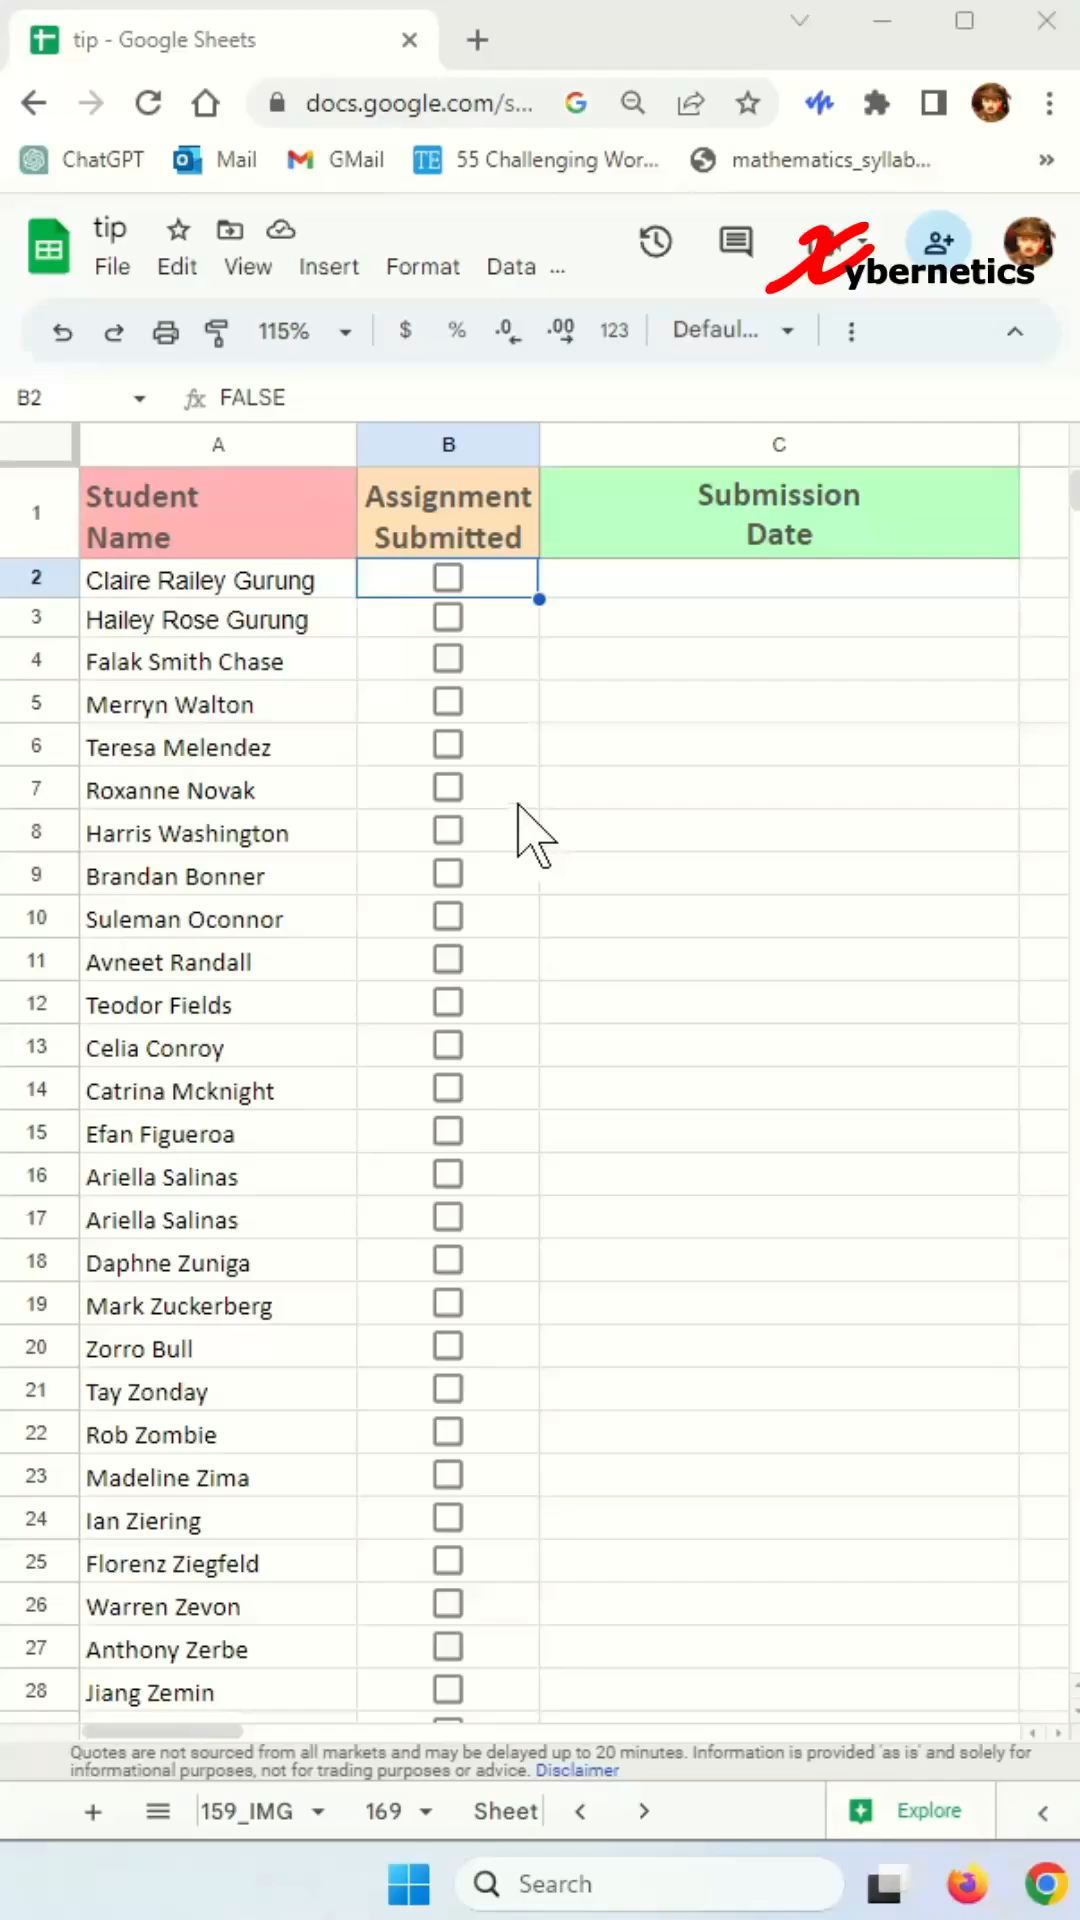 tip - Google Sheets
docs.google.com/s...
ChatGPT Mail GMail 55 Challenging Wor... mathematics_syllab...
tip
File Edit View Insert Format Data ...
Xybernetics
115% $ % .0 .00 123 Defaul...
B2 fx FALSE
A B C
1 Student Name Assignment Submitted Submission Date
2 Claire Railey Gurung
3 Hailey Rose Gurung
4 Falak Smith Chase
5 Merryn Walton
6 Teresa Melendez
7 Roxanne Novak
8 Harris Washington
9 Brandan Bonner
10 Suleman Oconnor
11 Avneet Randall
12 Teodor Fields
13 Celia Conroy
14 Catrina Mcknight
15 Efan Figueroa
16 Ariella Salinas
17 Ariella Salinas
18 Daphne Zuniga
19 Mark Zuckerberg
20 Zorro Bull
21 Tay Zonday
22 Rob Zombie
23 Madeline Zima
24 Ian Ziering
25 Florenz Ziegfeld
26 Warren Zevon
27 Anthony Zerbe
28 Jiang Zemin
Quotes are not sourced from all markets and may be delayed up to 20 minutes. Information is provided 'as is' and solely for
informational purposes, not for trading purposes or advice. Disclaimer
159_IMG 169 Sheet Explore
Search